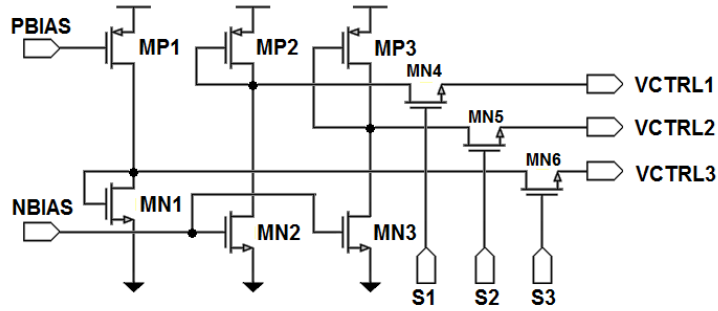 PBIAS
MP1
MP2
MP3
MN4
VCTRL1
MN5
VCTRL2
MN6
VCTRL3
NBIAS
MN1
MN2
MN3
S1
S2
S3